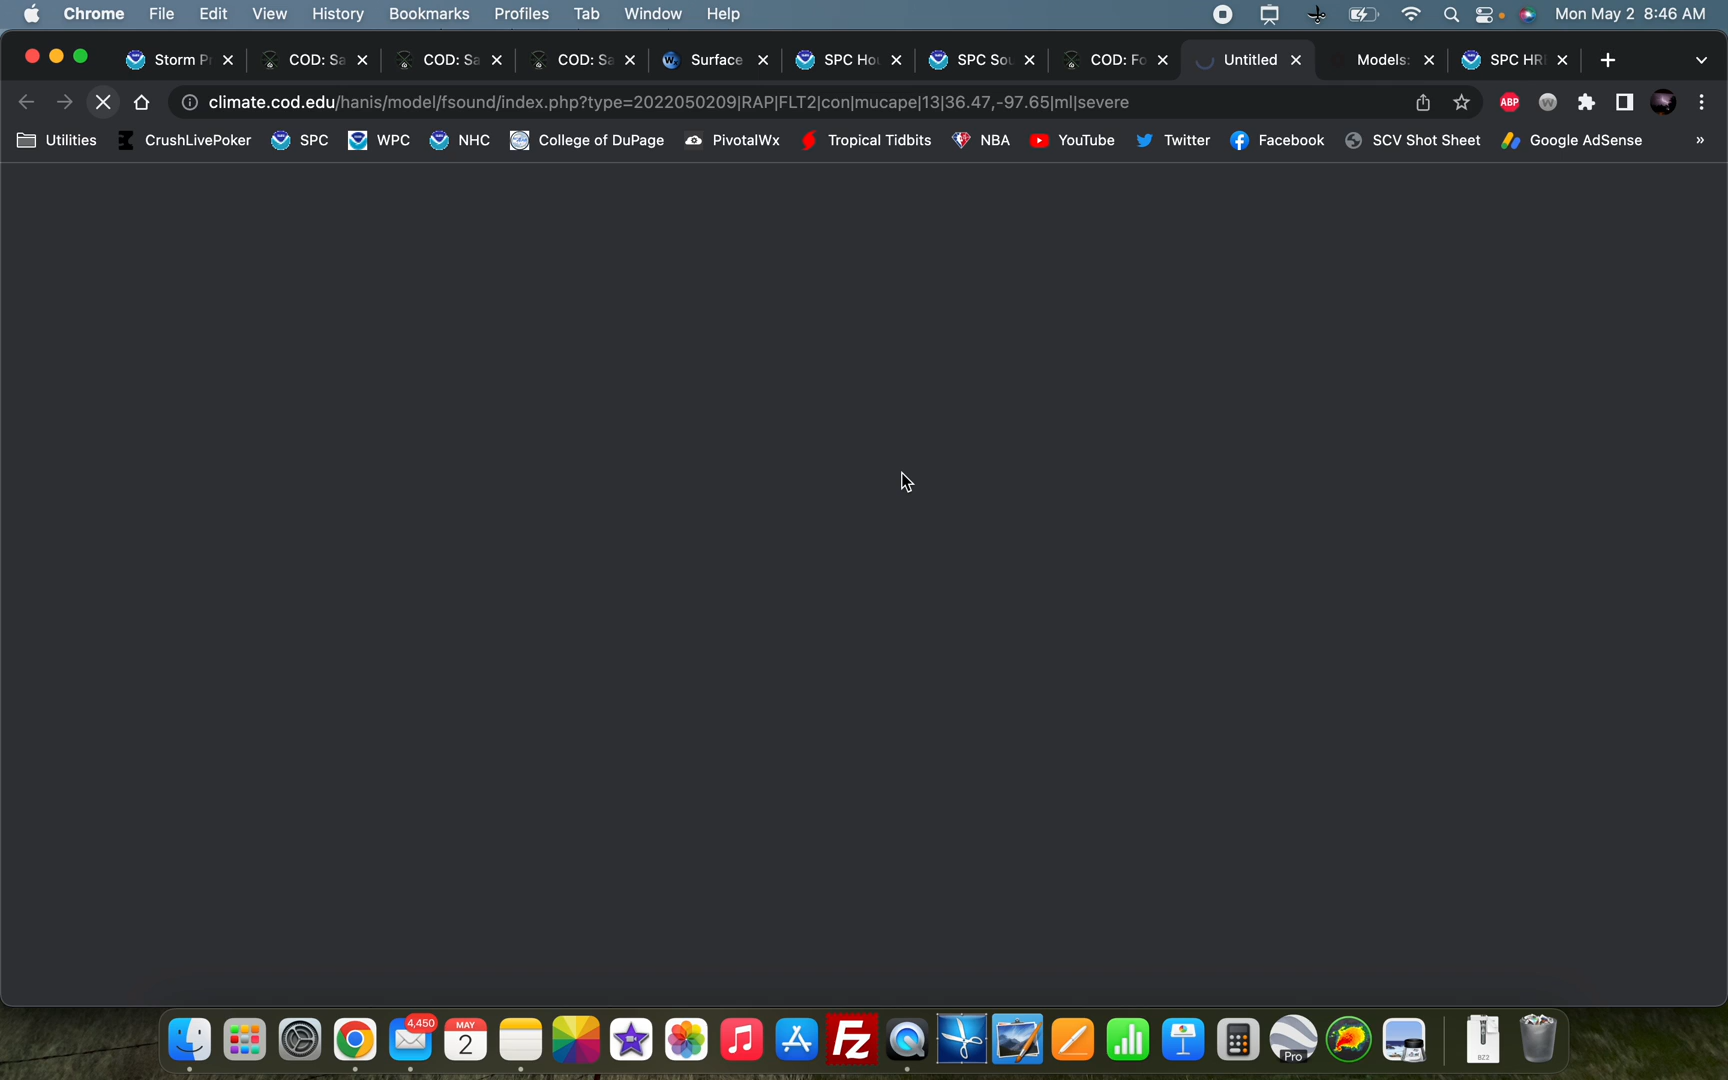 Chrome File Edit View History Bookmarks Profiles Tab Window Help Mon May 2 8:46 AM
Storm P COD: Sa COD: Sa COD: Sa Surface SPC Ho SPC Sou COD: Fo Untitled Models: SPC HR
climate.cod.edu/hanis/model/fsound/index.php?type=2022050209|RAP|FLT2|con|mucape|13|36.47,-97.65|ml|severe ABP W
Utilities CrushLivePoker SPC WPC NHC College of DuPage PivotalWx Tropical Tidbits NBA YouTube Twitter Facebook SCV Shot Sheet Google AdSense »
4,450 MAY 2 Fz Pro BZ2